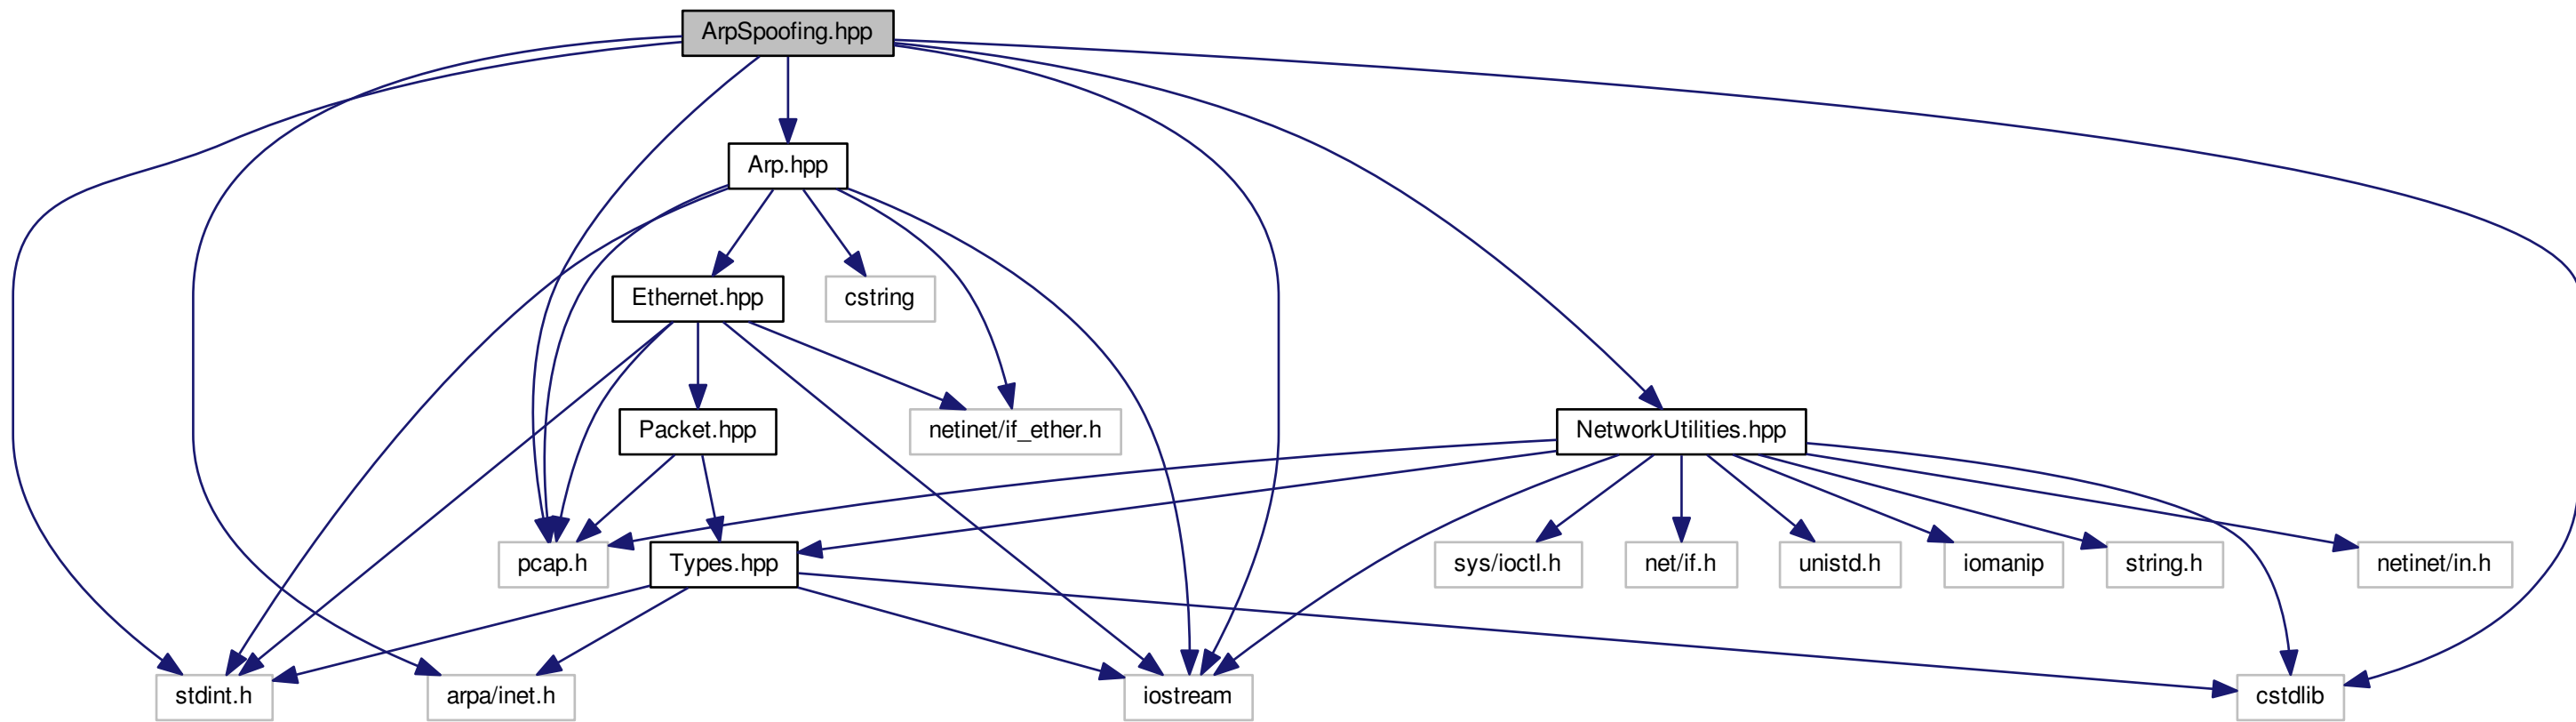 ArpSpoofing.hpp
Arp.hpp
Ethernet.hpp
cstring
Packet.hpp
netinet/if_ether.h
NetworkUtilities.hpp
pcap.h
Types.hpp
sys/ioctl.h
net/if.h
unistd.h
iomanip
string.h
netinet/in.h
stdint.h
arpa/inet.h
iostream
cstdlib